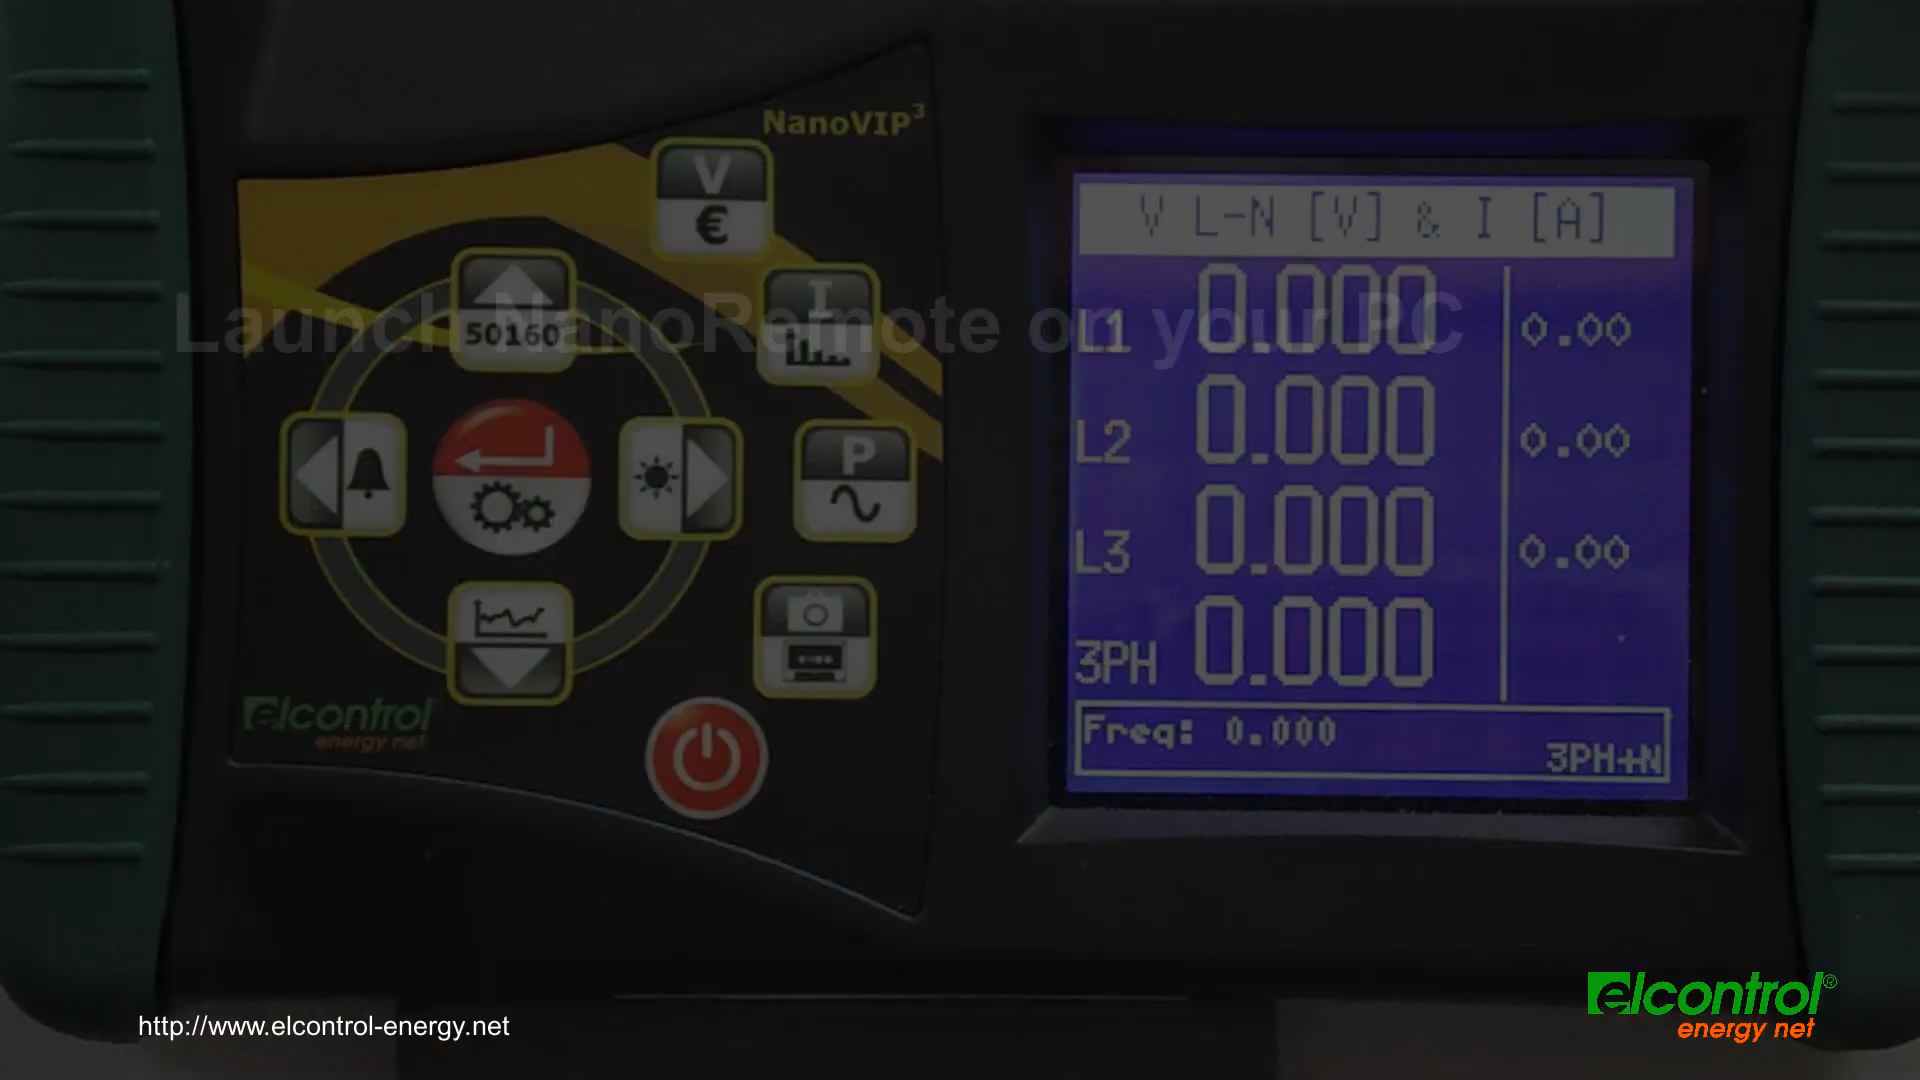 NanoVIP³
V
€
V L-N [V] & I [A]
I
50160
Launch NanoRemote on your PC
L1 0.000 0.00
L2 0.000 0.00
P
L3 0.000 0.00
3PH 0.000
elcontrol
energy net
Freq: 0.000
3PH+N
elcontrol®
energy net
http://www.elcontrol-energy.net